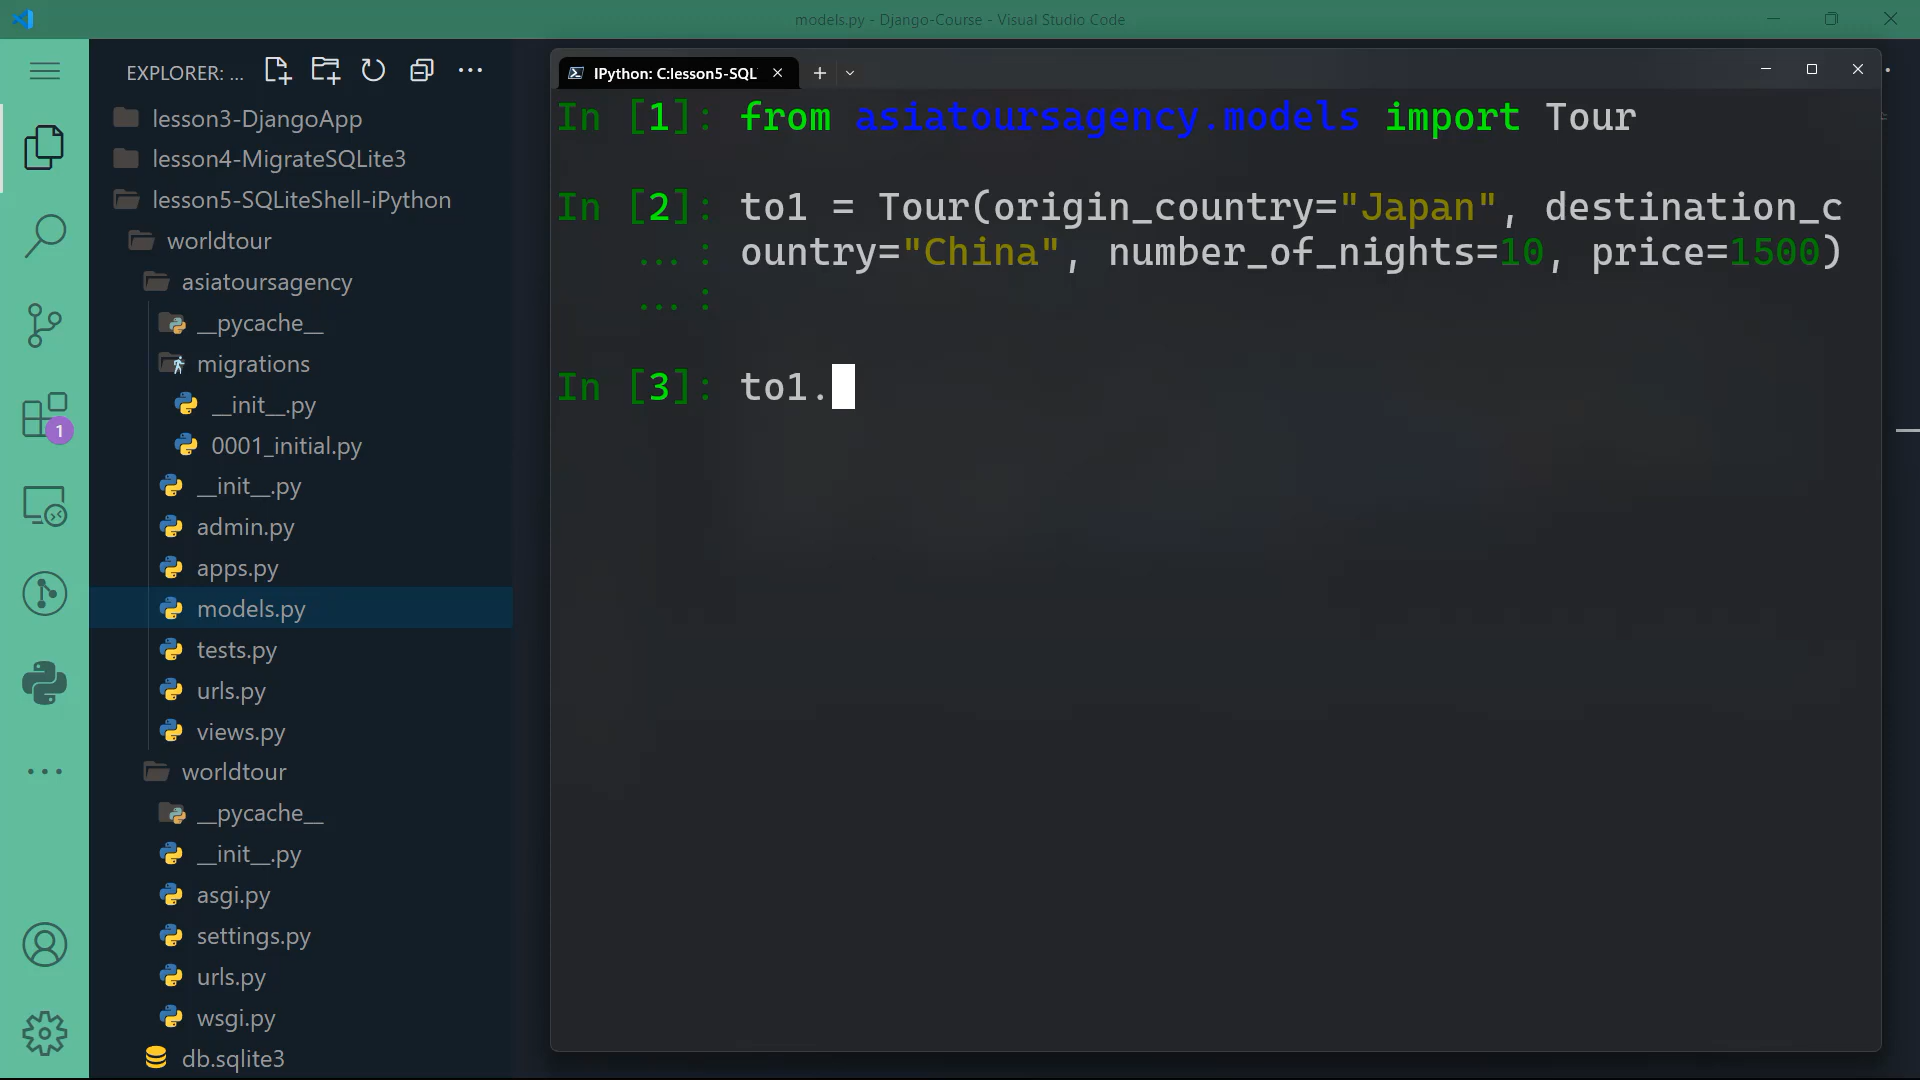 models.py - Django-Course - Visual Studio Code
EXPLORER: ...
lesson3-DjangoApp
lesson4-MigrateSQLite3
lesson5-SQLiteShell-iPython
worldtour
asiatoursagency
__pycache__
migrations
__init__.py
0001_initial.py
__init__.py
admin.py
apps.py
models.py
tests.py
urls.py
views.py
worldtour
__pycache__
__init__.py
asgi.py
settings.py
urls.py
wsgi.py
db.sqlite3
1
IPython: C:lesson5-SQL
In [1]: from asiatoursagency.models import Tour
In [2]: to1 = Tour(origin_country="Japan", destination_c
...: ountry="China", number_of_nights=10, price=1500)
...:
In [3]: to1.